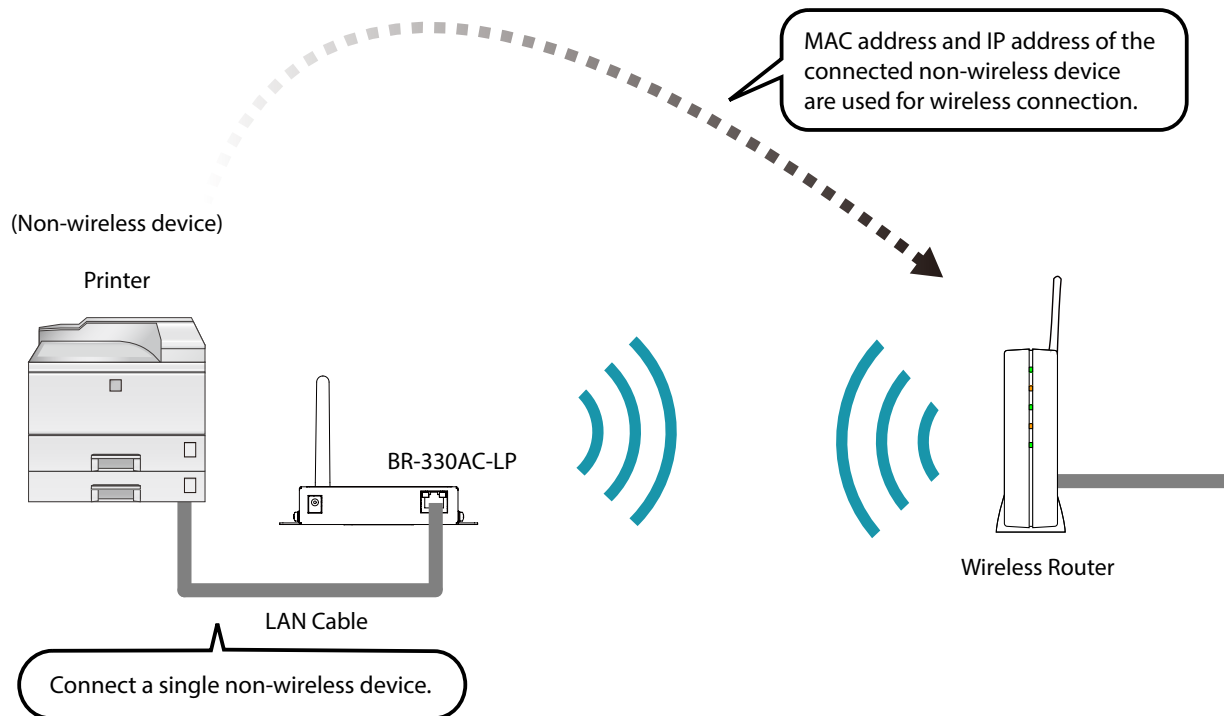 MAC address and IP address of the
connected non-wireless device
are used for wireless connection.
(Non-wireless device)
Printer
BR-330AC-LP
Wireless Router
LAN Cable
Connect a single non-wireless device.